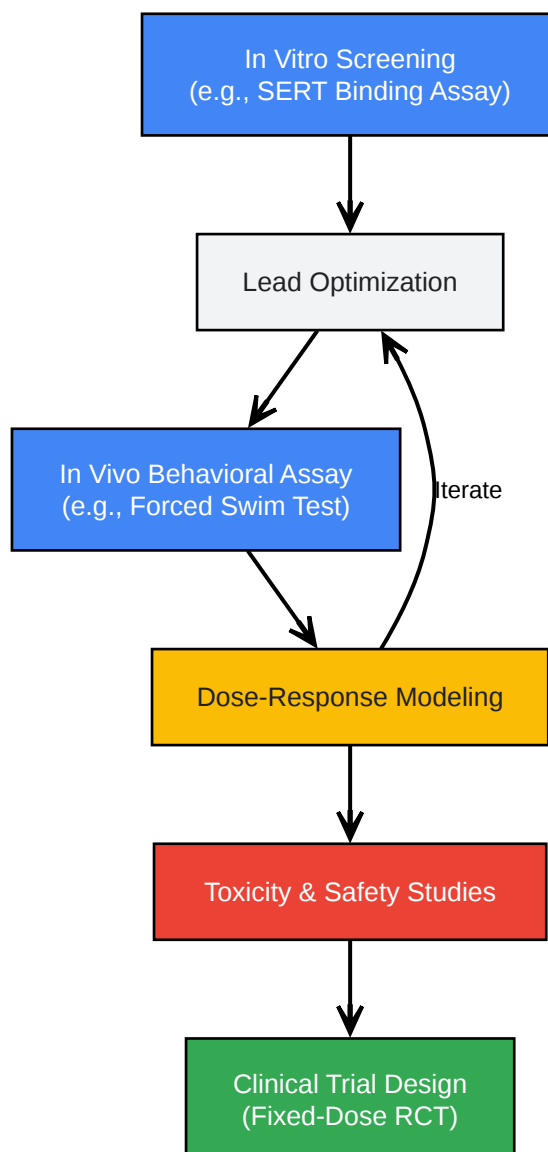 In Vitro Screening
(e.g., SERT Binding Assay)
Lead Optimization
In Vivo Behavioral Assay
(e.g., Forced Swim Test)
Iterate
Dose-Response Modeling
Toxicity & Safety Studies
Clinical Trial Design
(Fixed-Dose RCT)